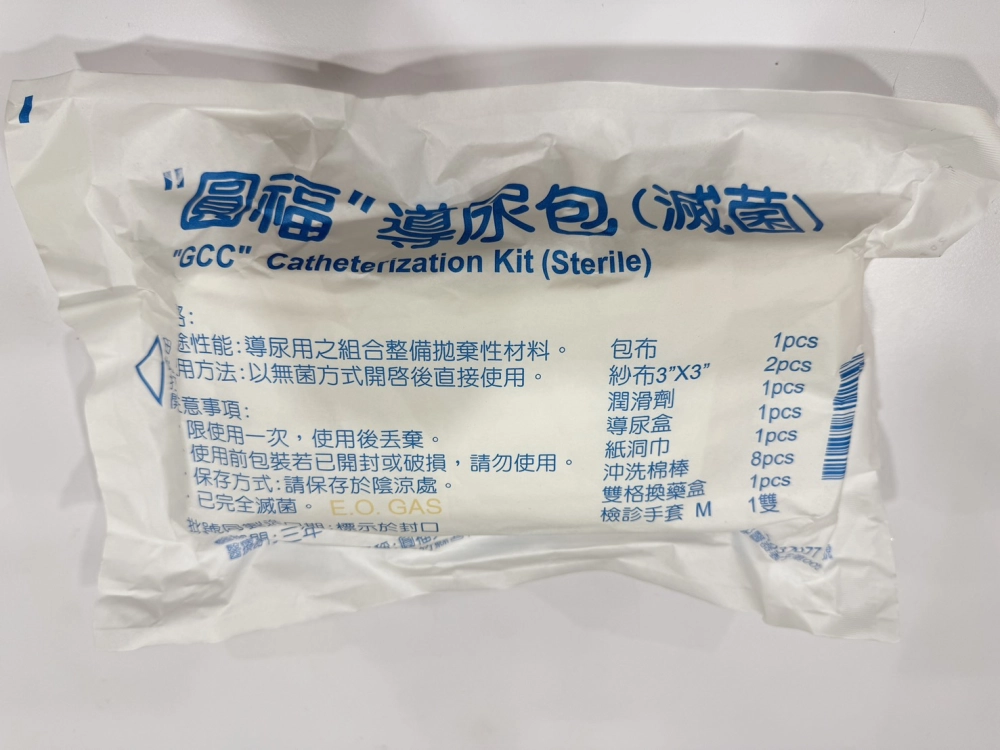 "圓福"導尿包(滅菌)
"GCC" Catheterization Kit (Sterile)
格:
途性能:導尿用之組合整備拋棄性材料。
用方法:以無菌方式開啓後直接使用。
意事項:
限使用一次,使用後丟棄。
使用前包裝若已開封或破損,請勿使用。
保存方式:請保存於陰涼處。
已完全滅菌。 E.O. GAS
標示於封口
間:三年
包布 1pcs
紗布3"X3" 2pcs
潤滑劑 1pcs
導尿盒 1pcs
紙洞巾 1pcs
沖洗棉棒 8pcs
雙格換藥盒 1pcs
檢診手套 M 1雙